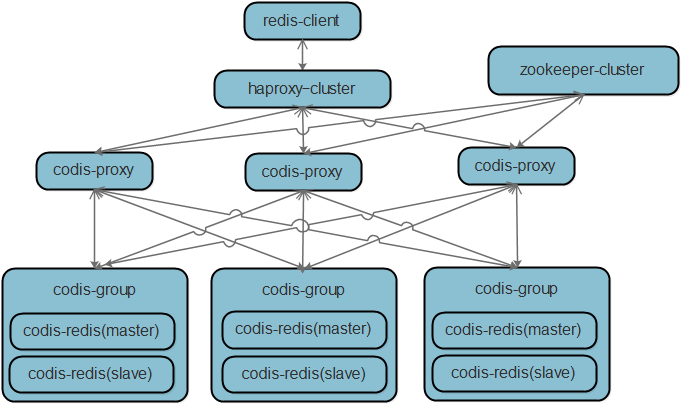 redis-client
haproxy-cluster
zookeeper-cluster
codis-proxy
codis-proxy
codis-proxy
codis-group
codis-redis(master)
codis-redis(slave)
codis-group
codis-redis(master)
codis-redis(slave)
codis-group
codis-redis(master)
codis-redis(slave)